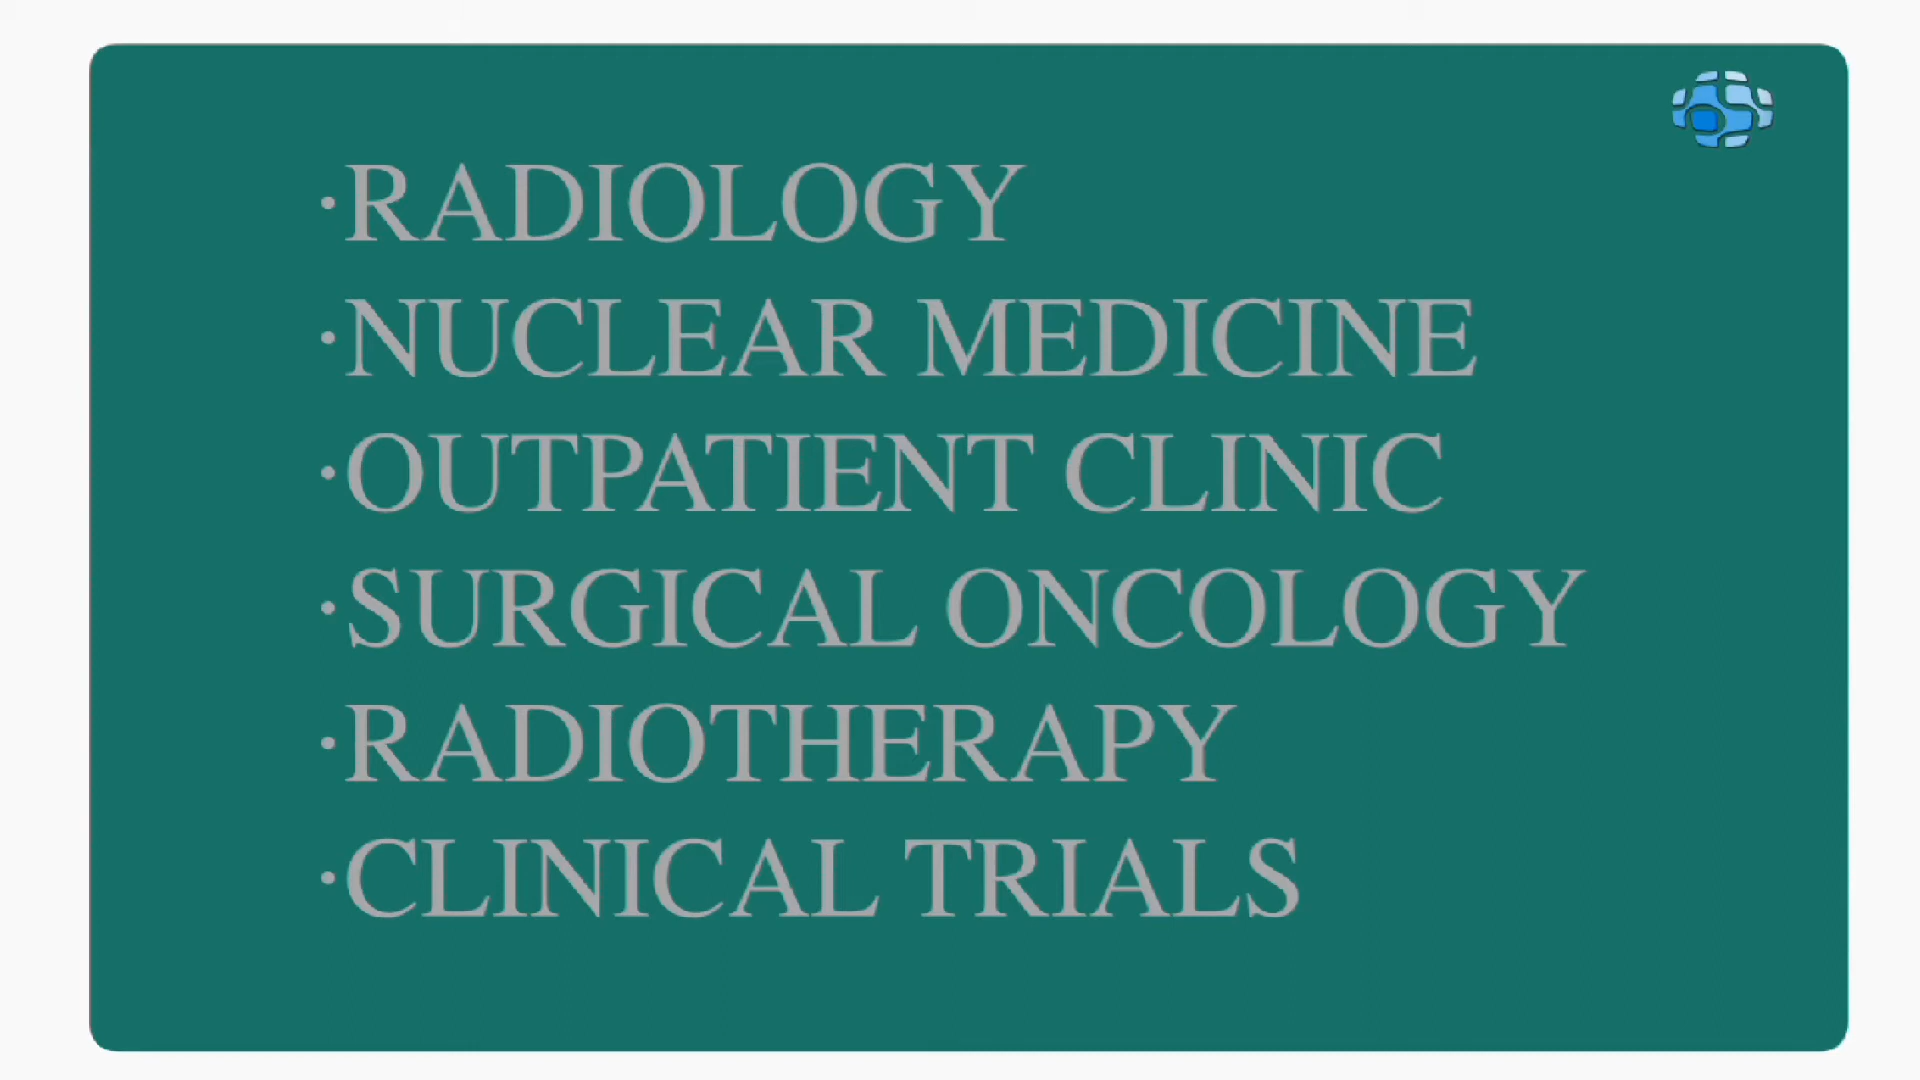 ·RADIOLOGY
·NUCLEAR MEDICINE
·OUTPATIENT CLINIC
·SURGICAL ONCOLOGY
·RADIOTHERAPY
·CLINICAL TRIALS